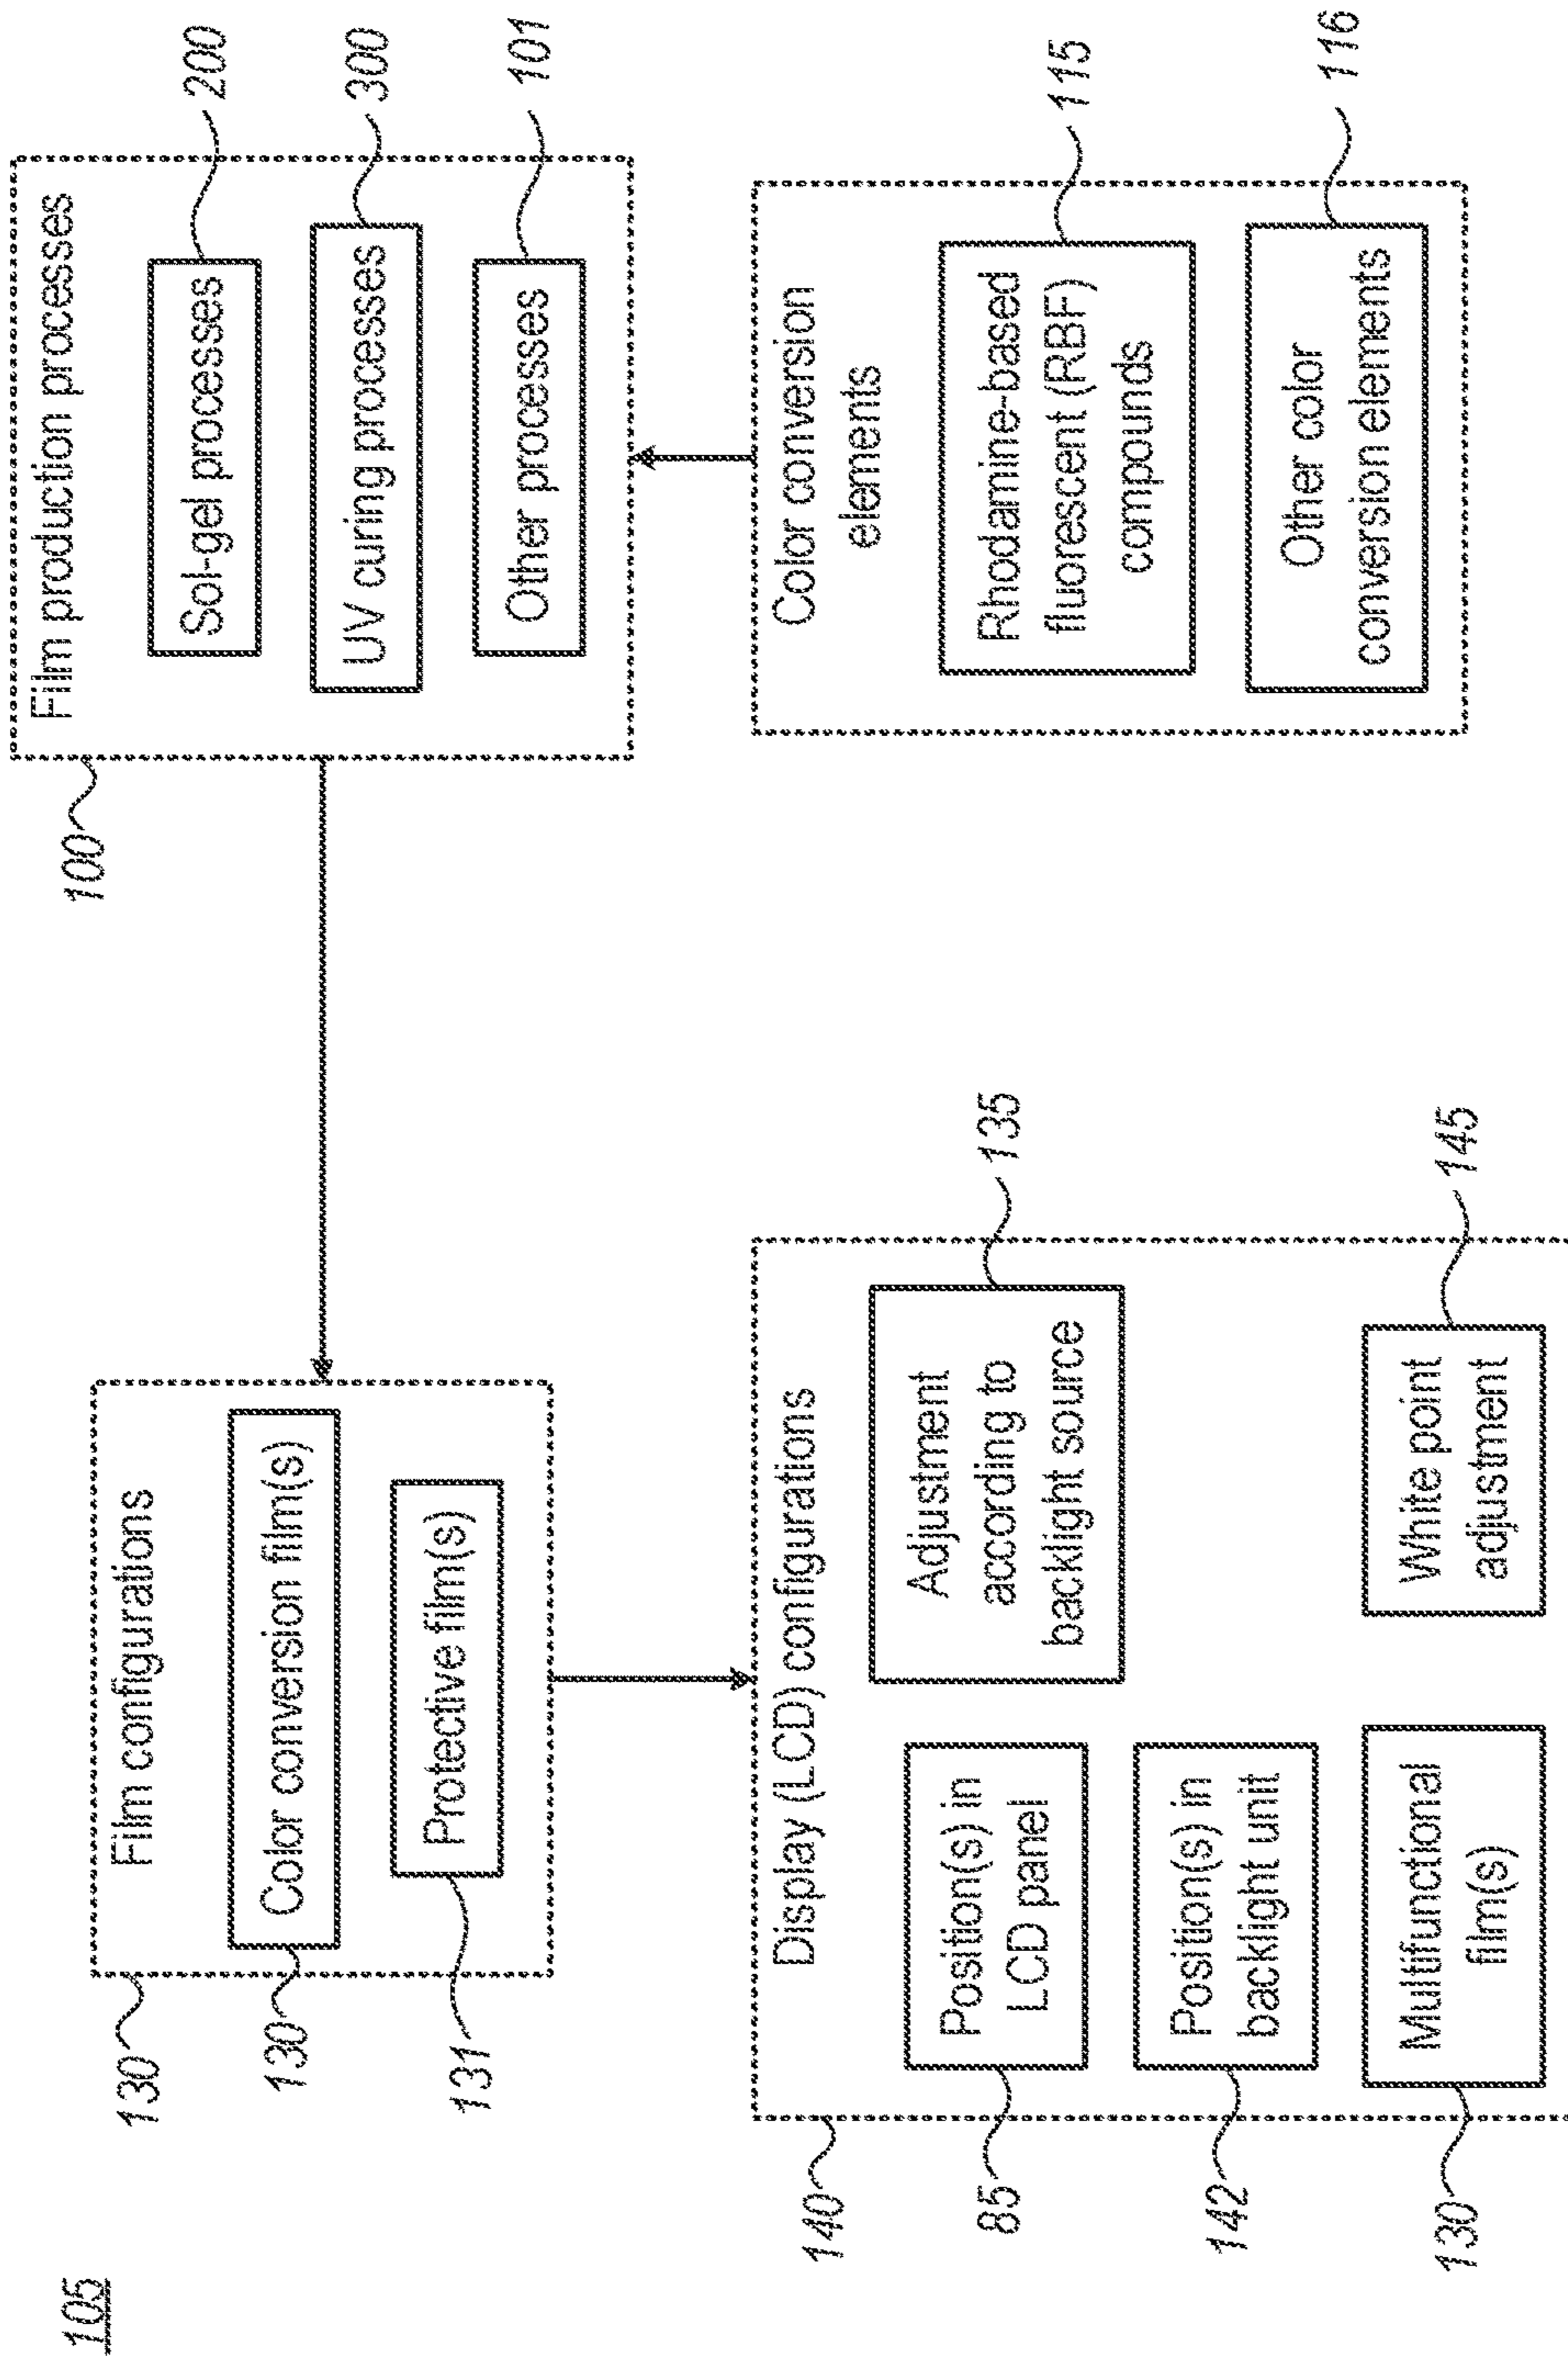 105
130
Film configurations
130
Color conversion film(s)
131
Protective film(s)
100
Film production processes
Sol-gel processes
200
UV curing processes
300
Other processes
101
140
Display (LCD) configurations
85
Position(s) in
LCD panel
142
Position(s) in
backlight unit
130
Multifunctional
film(s)
Adjustment
according to
backlight source
135
White point
adjustment
145
Color conversion
elements
Rhodamine-based
fluorescent (RBF)
compounds
115
Other color
conversion elements
116